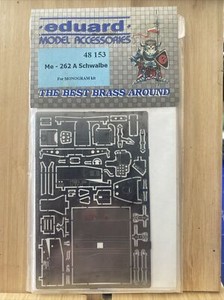 eduard
MODEL ACCESSORIES
48 153
Me - 262 A Schwalbe
For MONOGRAM kit
THE BEST BRASS AROUND